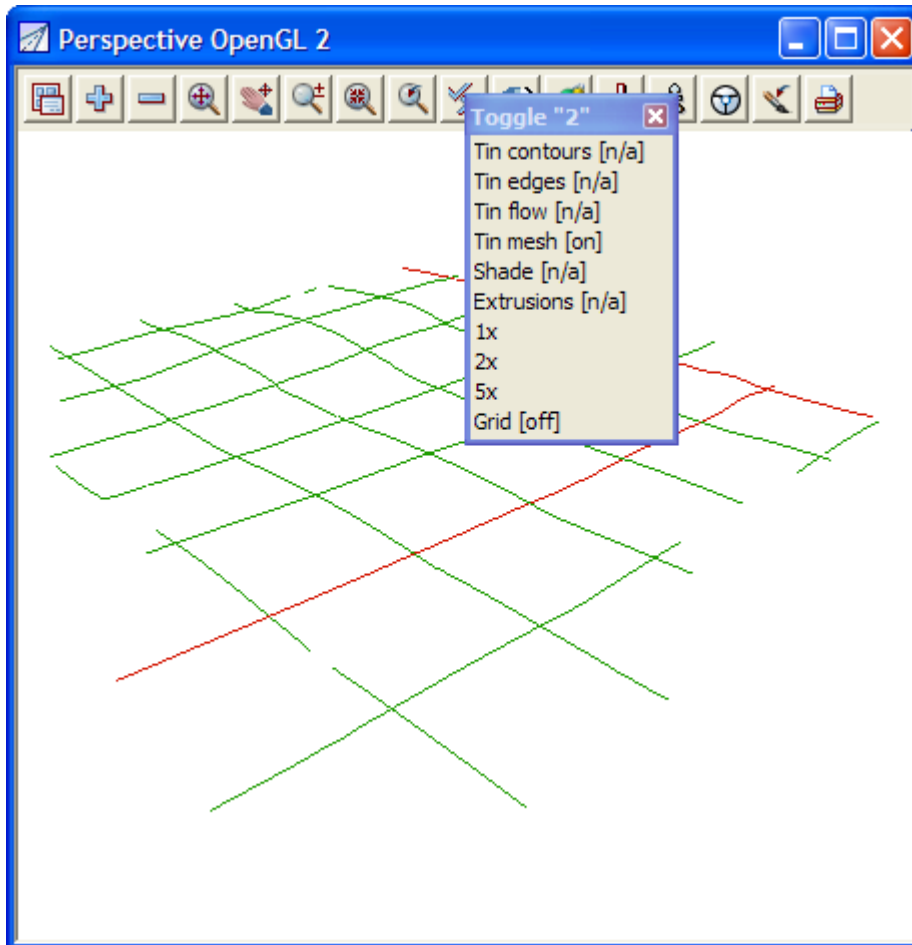 Perspective OpenGL 2
Toggle "2"
Tin contours [n/a]
Tin edges [n/a]
Tin flow [n/a]
Tin mesh [on]
Shade [n/a]
Extrusions [n/a]
1x
2x
5x
Grid [off]